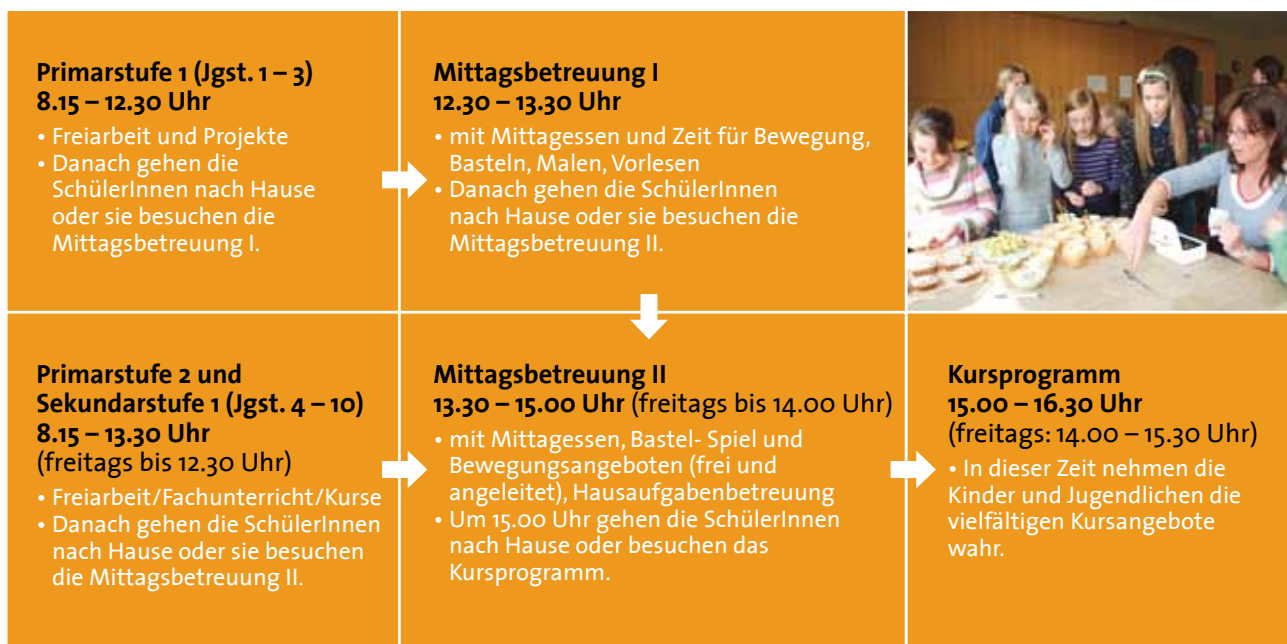 Primarstufe 1 (Jgst. 1 – 3)
8.15 – 12.30 Uhr
• Freiarbeit und Projekte
• Danach gehen die
SchülerInnen nach Hause
oder sie besuchen die
Mittagsbetreuung I.
Mittagsbetreuung I
12.30 – 13.30 Uhr
• mit Mittagessen und Zeit für Bewegung,
Basteln, Malen, Vorlesen
• Danach gehen die SchülerInnen
nach Hause oder sie besuchen die
Mittagsbetreuung II.
Primarstufe 2 und
Sekundarstufe 1 (Jgst. 4 – 10)
8.15 – 13.30 Uhr
(freitags bis 12.30 Uhr)
• Freiarbeit/Fachunterricht/Kurse
• Danach gehen die SchülerInnen
nach Hause oder sie besuchen
die Mittagsbetreuung II.
Mittagsbetreuung II
13.30 – 15.00 Uhr (freitags bis 14.00 Uhr)
• mit Mittagessen, Bastel- Spiel und
Bewegungsangeboten (frei und
angeleitet), Hausaufgabenbetreuung
• Um 15.00 Uhr gehen die SchülerInnen
nach Hause oder besuchen das
Kursprogramm.
Kursprogramm
15.00 – 16.30 Uhr
(freitags: 14.00 – 15.30 Uhr)
• In dieser Zeit nehmen die
Kinder und Jugendlichen die
vielfältigen Kursangebote
wahr.